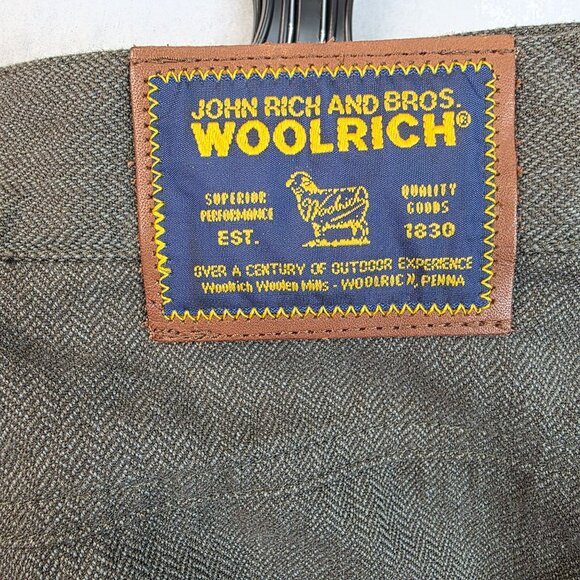 JOHN RICH AND BROS.
WOOLRICH®
SUPERIOR
PERFORMANCE
EST.
Woolrich
QUALITY
GOODS
1830
OVER A CENTURY OF OUTDOOR EXPERIENCE
Woolrich Woolen Mills - WOOLRICH, PENNA